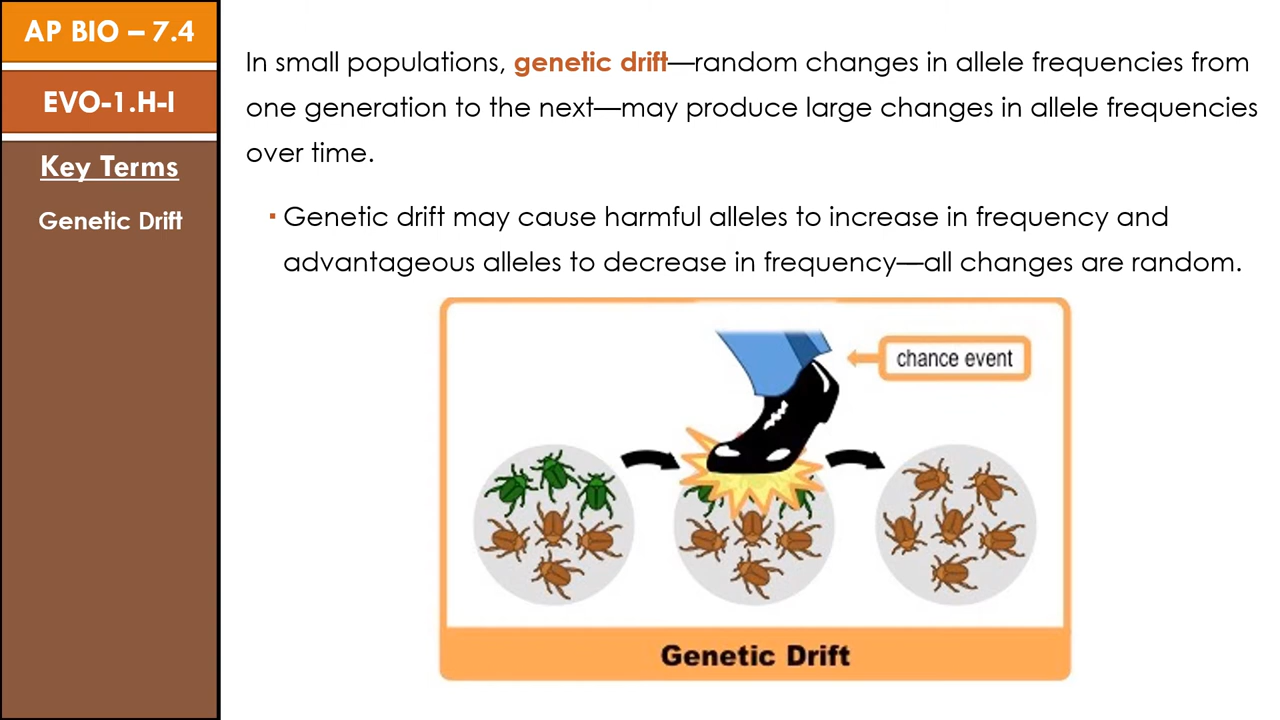 AP BIO – 7.4
EVO-1.H-I
Key Terms
Genetic Drift
In small populations, genetic drift—random changes in allele frequencies from
one generation to the next—may produce large changes in allele frequencies
over time.
▪ Genetic drift may cause harmful alleles to increase in frequency and
advantageous alleles to decrease in frequency—all changes are random.
chance event
Genetic Drift